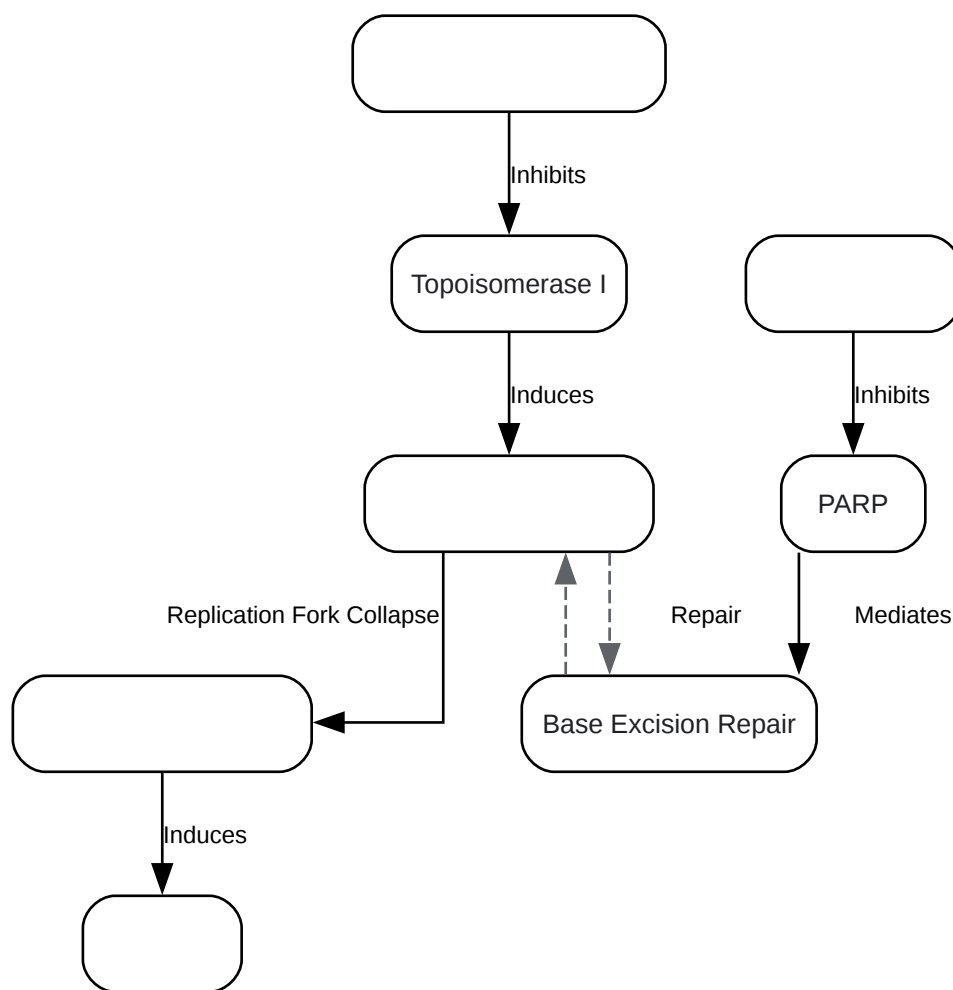 Inhibits
Topoisomerase I
Induces
Inhibits
PARP
Replication Fork Collapse
Repair
Mediates
Base Excision Repair
Induces